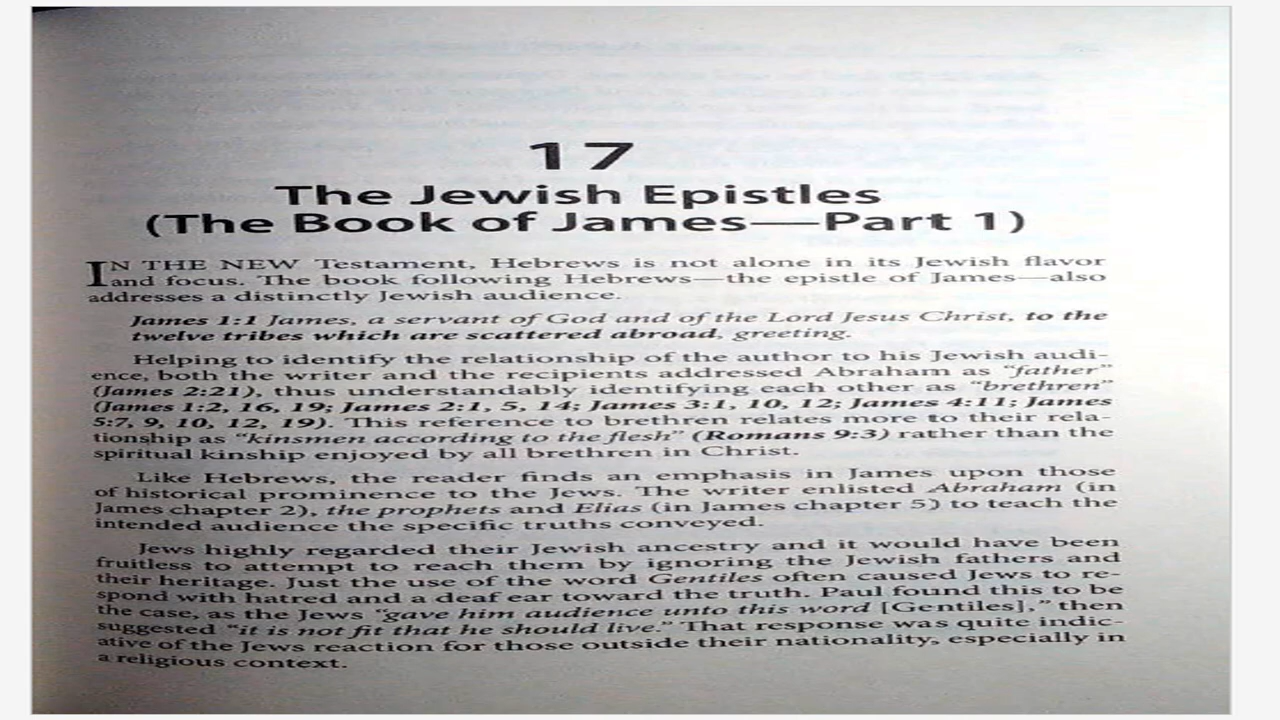 17
The Jewish Epistles
(The Book of James—Part 1)
IN THE NEW Testament, Hebrews is not alone in its Jewish flavor
and focus. The book following Hebrews—the epistle of James—also
addresses a distinctly Jewish audience.
James 1:1 James, a servant of God and of the Lord Jesus Christ, to the
twelve tribes which are scattered abroad, greeting.
Helping to identify the relationship of the author to his Jewish audi-
ence, both the writer and the recipients addressed Abraham as “father”
(James 2:21), thus understandably identifying each other as “brethren”
(James 1:2, 16, 19; James 2:1, 5, 14; James 3:1, 10, 12; James 4:11; James
5:7, 9, 10, 12, 19). This reference to brethren relates more to their rela-
tionship as “kinsmen according to the flesh” (Romans 9:3) rather than the
spiritual kinship enjoyed by all brethren in Christ.
Like Hebrews, the reader finds an emphasis in James upon those
of historical prominence to the Jews. The writer enlisted Abraham (in
James chapter 2), the prophets and Elias (in James chapter 5) to teach the
intended audience the specific truths conveyed.
Jews highly regarded their Jewish ancestry and it would have been
fruitless to attempt to reach them by ignoring the Jewish fathers and
their heritage. Just the use of the word Gentiles often caused Jews to re-
spond with hatred and a deaf ear toward the truth. Paul found this to be
the case, as the Jews “gave him audience unto this word [Gentiles],” then
suggested “it is not fit that he should live.” That response was quite indic-
ative of the Jews reaction for those outside their nationality, especially in
a religious context.